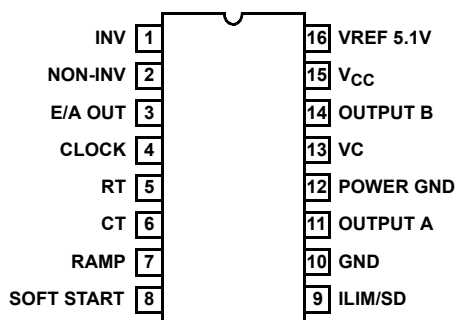 INV 1 16 VREF 5.1V
NON-INV 2 15 VCC
E/A OUT 3 14 OUTPUT B
CLOCK 4 13 VC
RT 5 12 POWER GND
CT 6 11 OUTPUT A
RAMP 7 10 GND
SOFT START 8 9 ILIM/SD